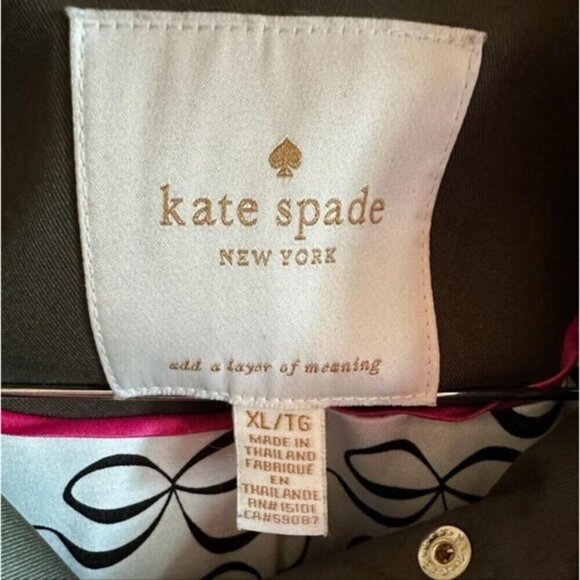 kate spade
NEW YORK
add a layer of meaning
XL/TG
MADE IN
THAILAND
FABRIQUÉ
EN
THAILANDE
RN#15101
CA#59087